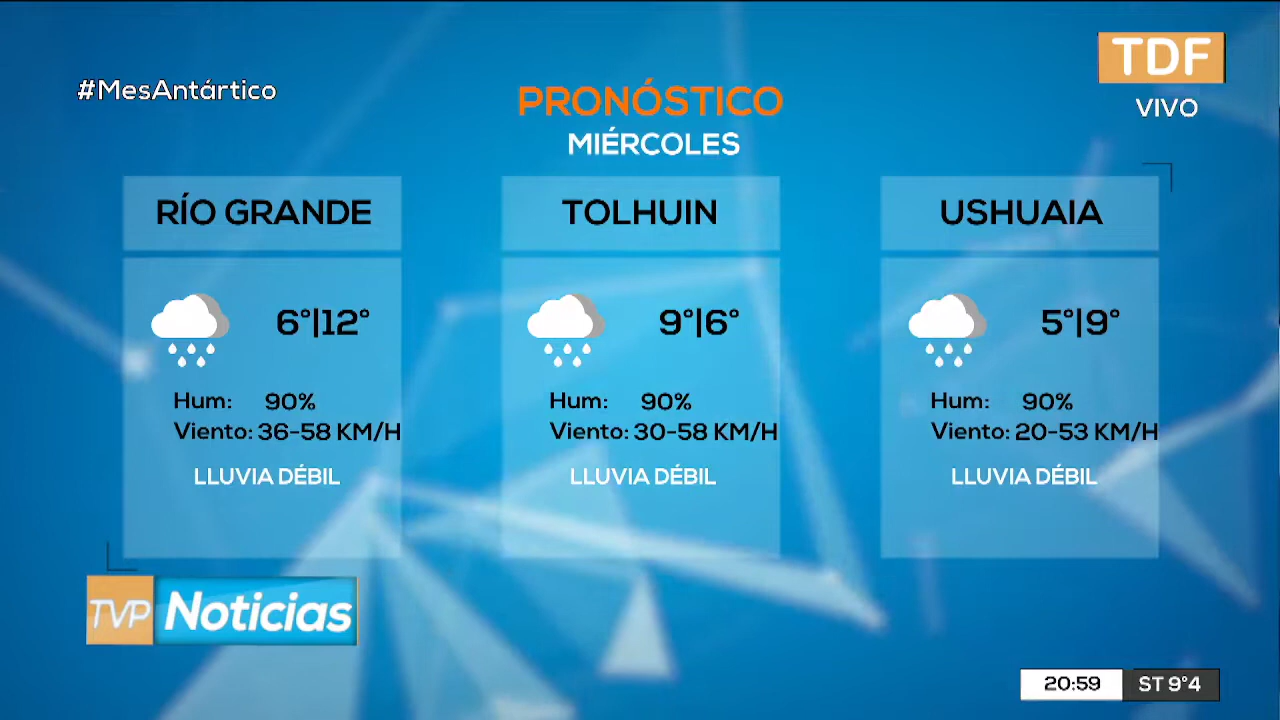 #MesAntártico
TDF
VIVO
PRONÓSTICO
MIÉRCOLES
RÍO GRANDE
6°|12°
Hum: 90%
Viento: 36-58 KM/H
LLUVIA DÉBIL
TOLHUIN
9°|6°
Hum: 90%
Viento: 30-58 KM/H
LLUVIA DÉBIL
USHUAIA
5°|9°
Hum: 90%
Viento: 20-53 KM/H
LLUVIA DÉBIL
TVP Noticias
20:59 ST 9°4